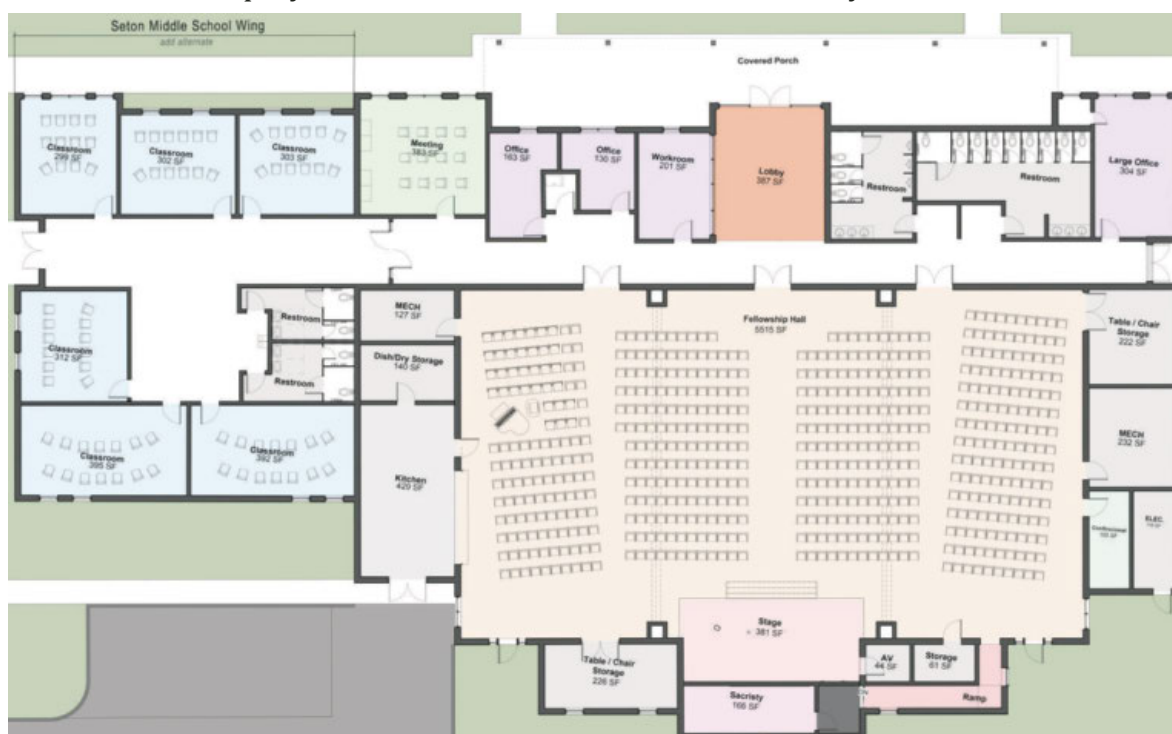 Seton Middle School Wing
add alternate
Covered Porch
Classroom
299 SF
Classroom
302 SF
Classroom
303 SF
Meeting
383 SF
Office
163 SF
Office
130 SF
Workroom
201 SF
Lobby
387 SF
Restroom
Restroom
Large Office
304 SF
Classroom
312 SF
Restroom
Restroom
MECH
127 SF
Dish/Dry Storage
140 SF
Fellowship Hall
5515 SF
Table / Chair
Storage
222 SF
Classroom
395 SF
Classroom
392 SF
Kitchen
MECH
232 SF
Confessional
ELEC.
Stage
381 SF
Table / Chair
Storage
226 SF
AV
44 SF
Storage
61 SF
Sacristy
Ramp